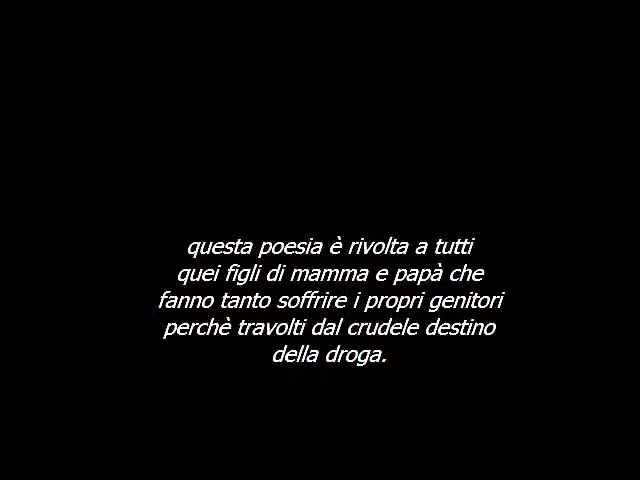 questa poesia è rivolta a tutti
quei figli di mamma e papà che
fanno tanto soffrire i propri genitori
perchè travolti dal crudele destino
della droga.